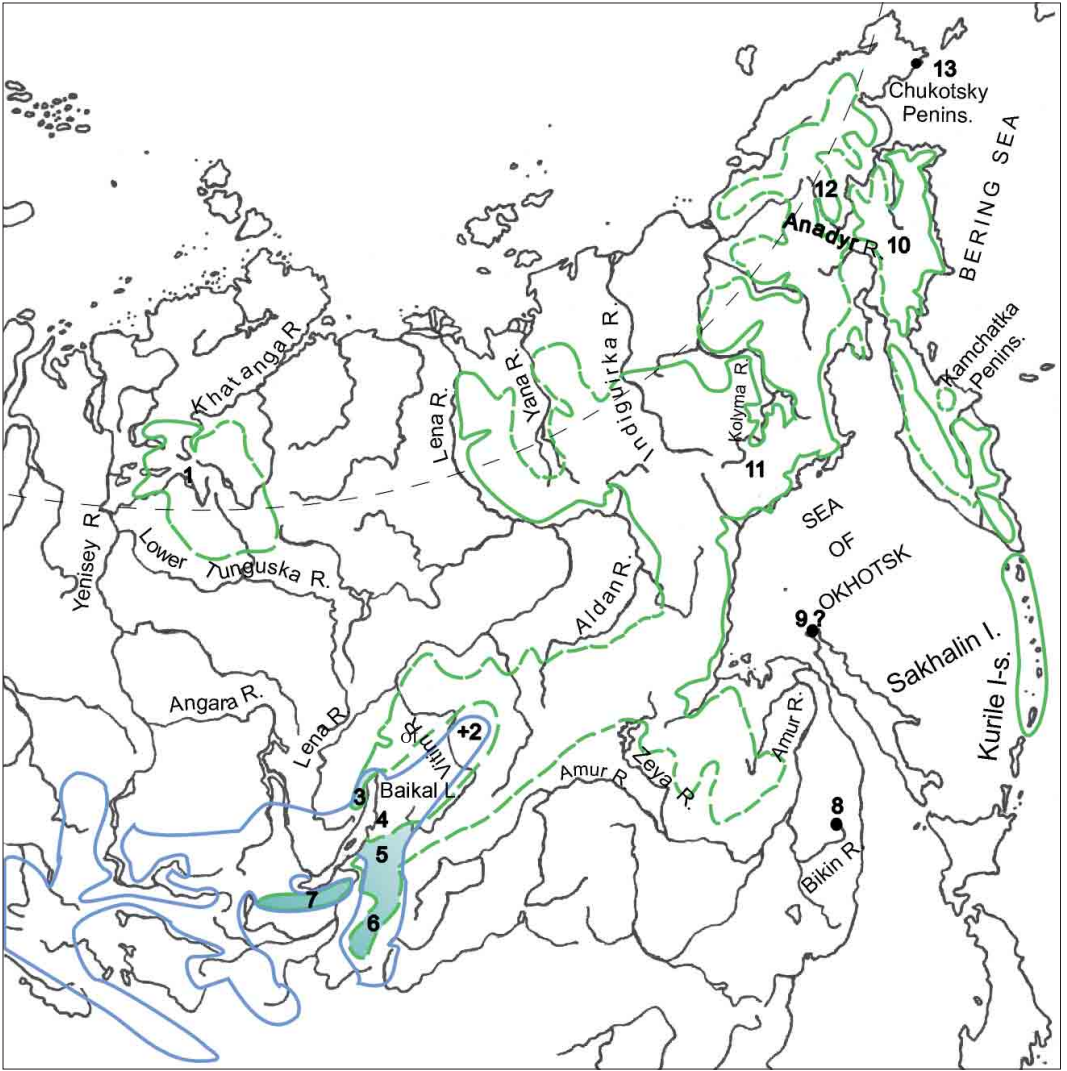 13
Chukotsky
Penins.
BERING SEA
12
Anadyr R.
10
Kamchatka
Penins.
Khatanga R
Yana R.
Indiguirka R.
Lena R.
Kolyma R.
1
11
SEA
OF
OKHOTSK
Yenisey R.
Lower Tunguska R.
Aldan R.
9 ?
Sakhalin I.
Kurile I-s.
Angara R.
Lena R
Vitim R
+2
Amur R.
Zeya R.
Amur R
3
Baikal L
4
8
5
Bikin R.
7
6